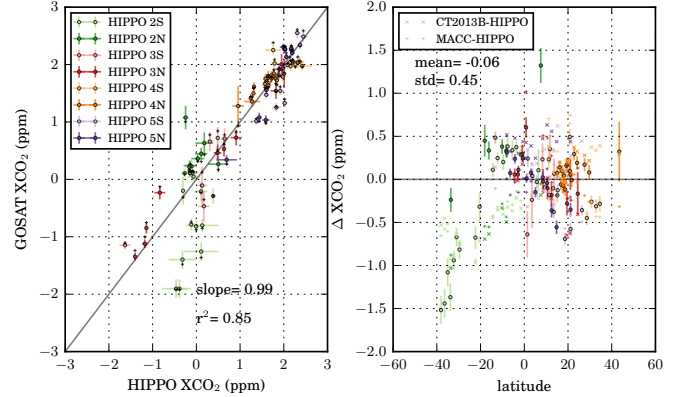 HIPPO 2S
HIPPO 2N
HIPPO 3S
HIPPO 3N
HIPPO 4S
HIPPO 4N
HIPPO 5S
HIPPO 5N
slope= 0.99
r²= 0.85
GOSAT XCO₂ (ppm)
3
2
1
0
−1
−2
−3
−3 −2 −1 0 1 2 3
HIPPO XCO₂ (ppm)
CT2013B-HIPPO
MACC-HIPPO
mean= -0.06
std= 0.45
Δ XCO₂ (ppm)
2.0
1.5
1.0
0.5
0.0
−0.5
−1.0
−1.5
−2.0
−60 −40 −20 0 20 40 60
latitude